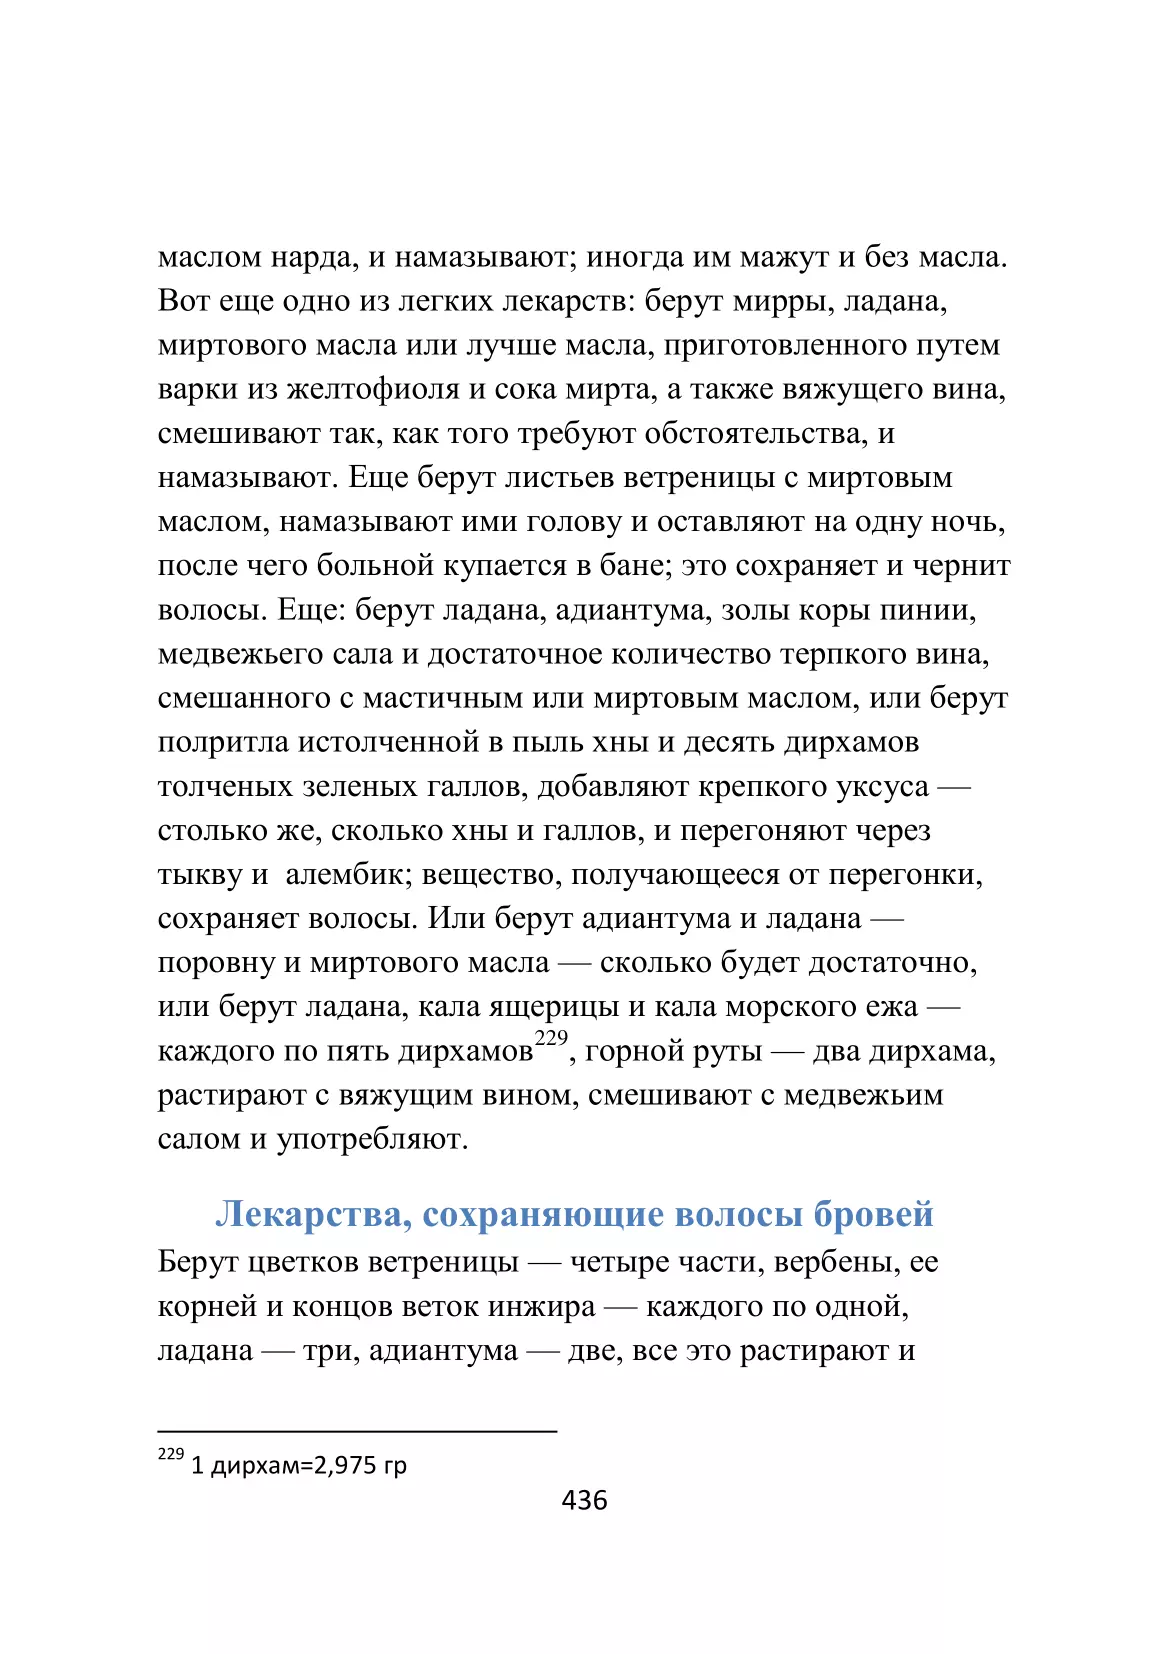 маслом нарда, и намазывают; иногда им мажут и без масла.
Вот еще одно из легких лекарств: берут мирры, ладана,
миртового масла или лучше масла, приготовленного путем
варки из желтофиоля и сока мирта, а также вяжущего вина,
смешивают так, как того требуют обстоятельства, и
намазывают. Еще берут листьев ветреницы с миртовым
маслом, намазывают ими голову и оставляют на одну ночь,
после чего больной купается в бане; это сохраняет и чернит
волосы. Еще: берут ладана, адиантума, золы коры пинии,
медвежьего сала и достаточное количество терпкого вина,
смешанного с мастичным или миртовым маслом, или берут
полритла истолченной в пыль хны и десять дирхамов
толченых зеленых галлов, добавляют крепкого уксуса —
столько же, сколько хны и галлов, и перегоняют через
тыкву и  алембик; вещество, получающееся от перегонки,
сохраняет волосы. Или берут адиантума и ладана —
поровну и миртового масла — сколько будет достаточно,
или берут ладана, кала ящерицы и кала морского ежа —
каждого по пять дирхамов229, горной руты — два дирхама,
растирают с вяжущим вином, смешивают с медвежьим
салом и употребляют.
Лекарства, сохраняющие волосы бровей
Берут цветков ветреницы — четыре части, вербены, ее
корней и концов веток инжира — каждого по одной,
ладана — три, адиантума — две, все это растирают и
229 1 дирхам=2,975 гр
436